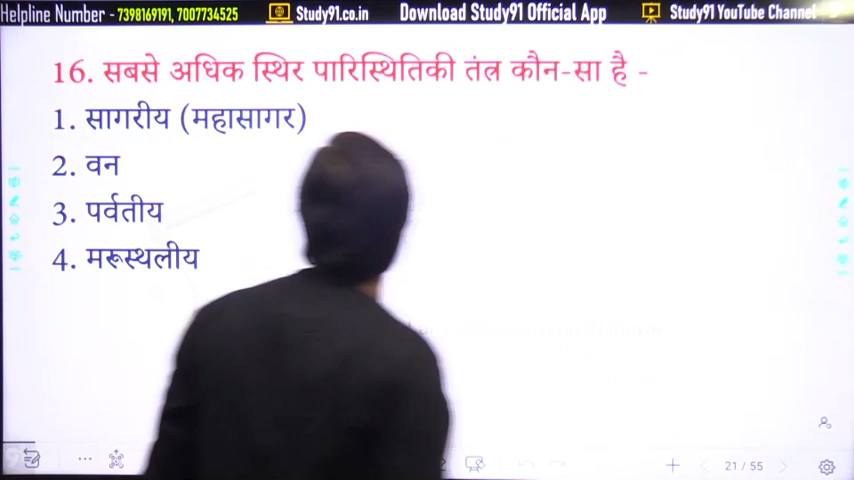 Helpline Number - 7398169191, 7007734525 Study91.co.in Download Study91 Official App Study91 YouTube Channel
16. सबसे अधिक स्थिर पारिस्थितिकी तंत्र कौन-सा है -
1. सागरीय (महासागर)
2. वन
3. पर्वतीय
4. मरूस्थलीय
21 / 55